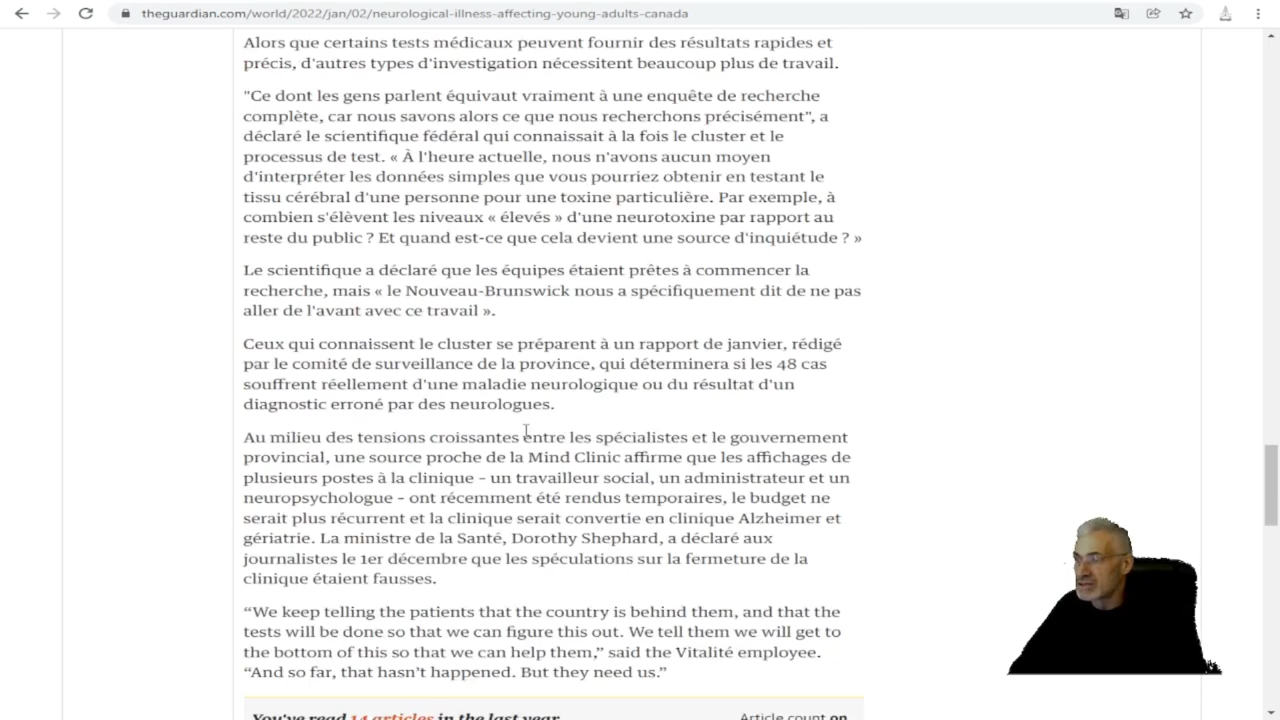 theguardian.com/world/2022/jan/02/neurological-illness-affecting-young-adults-canada
Alors que certains tests médicaux peuvent fournir des résultats rapides et
précis, d'autres types d'investigation nécessitent beaucoup plus de travail.
"Ce dont les gens parlent équivaut vraiment à une enquête de recherche
complète, car nous savons alors ce que nous recherchons précisément", a
déclaré le scientifique fédéral qui connaissait à la fois le cluster et le
processus de test. « À l'heure actuelle, nous n'avons aucun moyen
d'interpréter les données simples que vous pourriez obtenir en testant le
tissu cérébral d'une personne pour une toxine particulière. Par exemple, à
combien s'élèvent les niveaux « élevés » d'une neurotoxine par rapport au
reste du public ? Et quand est-ce que cela devient une source d'inquiétude ? »
Le scientifique a déclaré que les équipes étaient prêtes à commencer la
recherche, mais « le Nouveau-Brunswick nous a spécifiquement dit de ne pas
aller de l'avant avec ce travail ».
Ceux qui connaissent le cluster se préparent à un rapport de janvier, rédigé
par le comité de surveillance de la province, qui déterminera si les 48 cas
souffrent réellement d'une maladie neurologique ou du résultat d'un
diagnostic erroné par des neurologues.
Au milieu des tensions croissantes entre les spécialistes et le gouvernement
provincial, une source proche de la Mind Clinic affirme que les affichages de
plusieurs postes à la clinique – un travailleur social, un administrateur et un
neuropsychologue – ont récemment été rendus temporaires, le budget ne
serait plus récurrent et la clinique serait convertie en clinique Alzheimer et
gériatrie. La ministre de la Santé, Dorothy Shephard, a déclaré aux
journalistes le 1er décembre que les spéculations sur la fermeture de la
clinique étaient fausses.
“We keep telling the patients that the country is behind them, and that the
tests will be done so that we can figure this out. We tell them we will get to
the bottom of this so that we can help them,” said the Vitalité employee.
“And so far, that hasn’t happened. But they need us.”
You've read 14 articles in the last year
Article count on